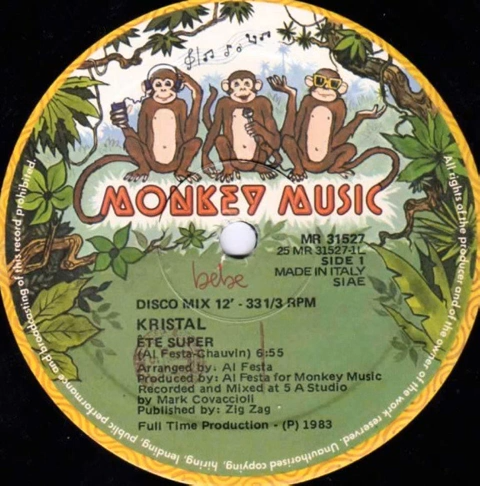 MONKEY MUSIC
MR 31527
25 MR 31527-1L
SIDE 1
MADE IN ITALY
SIAE
bebe
DISCO MIX 12' - 33 1/3 RPM
KRISTAL
ÈTE SUPER
(Al Festa-Chauvin) 6:55
Arranged by: Al Festa
Produced by: Al Festa for Monkey Music
Recorded and Mixed at 5 A Studio
by Mark Covaccioli
Published by: Zig Zag
Full Time Production - (P) 1983
All rights of the producer and of the owner of the work reserved. Unauthorised copying, hiring, lending, public performance and broadcasting of this record prohibited.